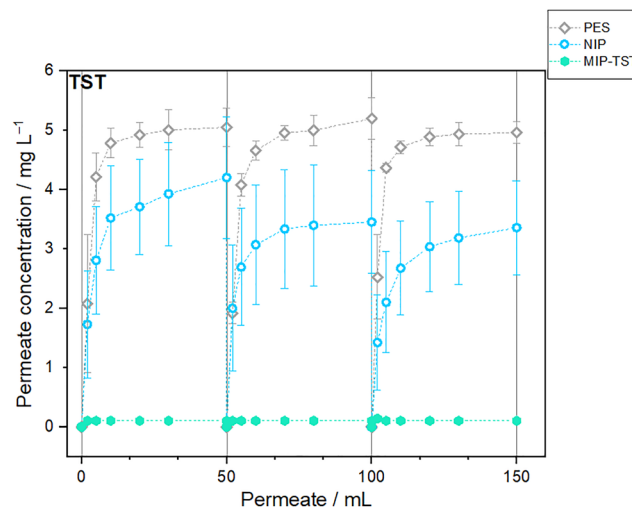 PES
NIP
MIP-TST
TST
6
5
4
3
2
1
0
Permeate concentration / mg L⁻¹
0 50 100 150
Permeate / mL